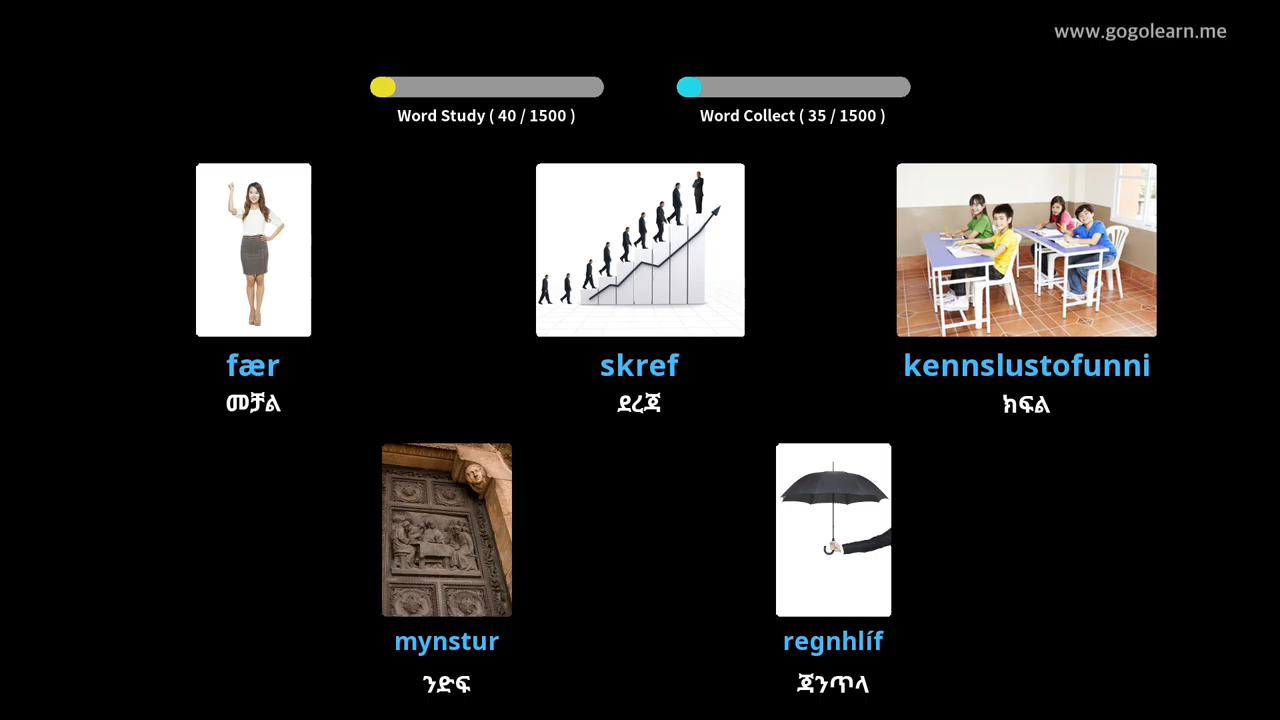 www.gogolearn.me
Word Study ( 40 / 1500 )
Word Collect ( 35 / 1500 )
fær
skref
kennslustofunni
መቻል
ደረጃ
ክፍል
mynstur
regnhlíf
ንድፍ
ጃንጥላ